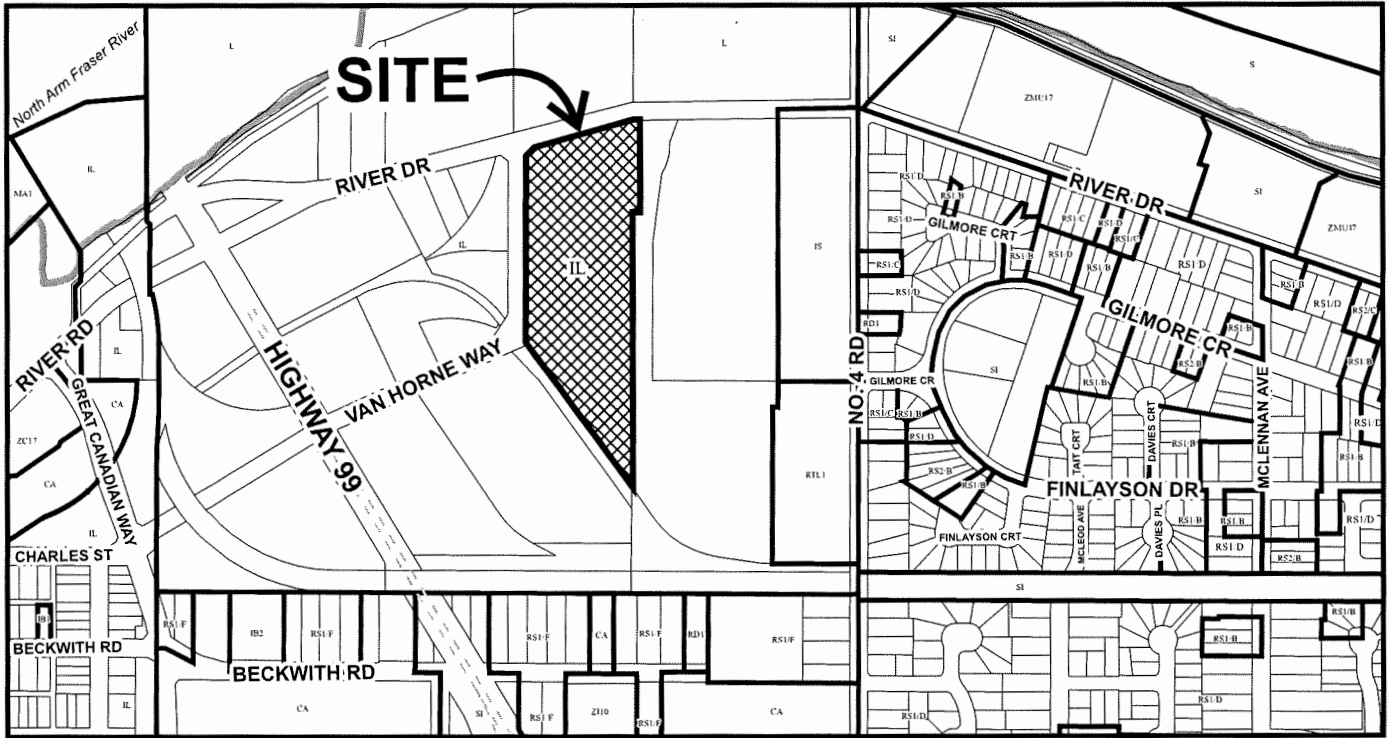 North Arm Fraser River
L
L
SI
S
SITE
ZMU17
IL
MA1
RIVER DR
RIVER DR
RS1/D
RS1/B
RS1/D
GILMORE CRT
RS1/C
RS1/D
RS1/C
SI
ZMU17
IL
IL
IS
RS1/C
RS1/B
RS1/D
RS1/B
RS1/D
RS1/B
RS1/D
RS2/C
RS1/D
RD1
GILMORE CR
RS1/B
RS2/B
RS1/B
RIVER RD
IL
HIGHWAY 99
VAN HORNE WAY
NO. 4 RD
SI
GILMORE CR
RS1/B
CA
GREAT CANADIAN WAY
RS1/C
RS1/B
TAIT CRT
DAVIES CRT
MCLENNAN AVE
RS1/D
ZC17
RS1/D
RS1/B
RS1/B
CA
RTL1
RS2/B
RS1/B
FINLAYSON DR
IL
MCLEOD AVE
DAVIES PL
RS1/B
RS1/B
RS1/D
FINLAYSON CRT
RS1/D
RS2/B
CHARLES ST
SI
IB1
RS1/F
IB2
RS1/F
RS1/F
CA
RS1/F
RD1
RS1/F
RS1/B
RS1/B
BECKWITH RD
BECKWITH RD
IL
CA
SI
RS1/F
ZI10
RS1/F
CA
RS1/D
RS1/D